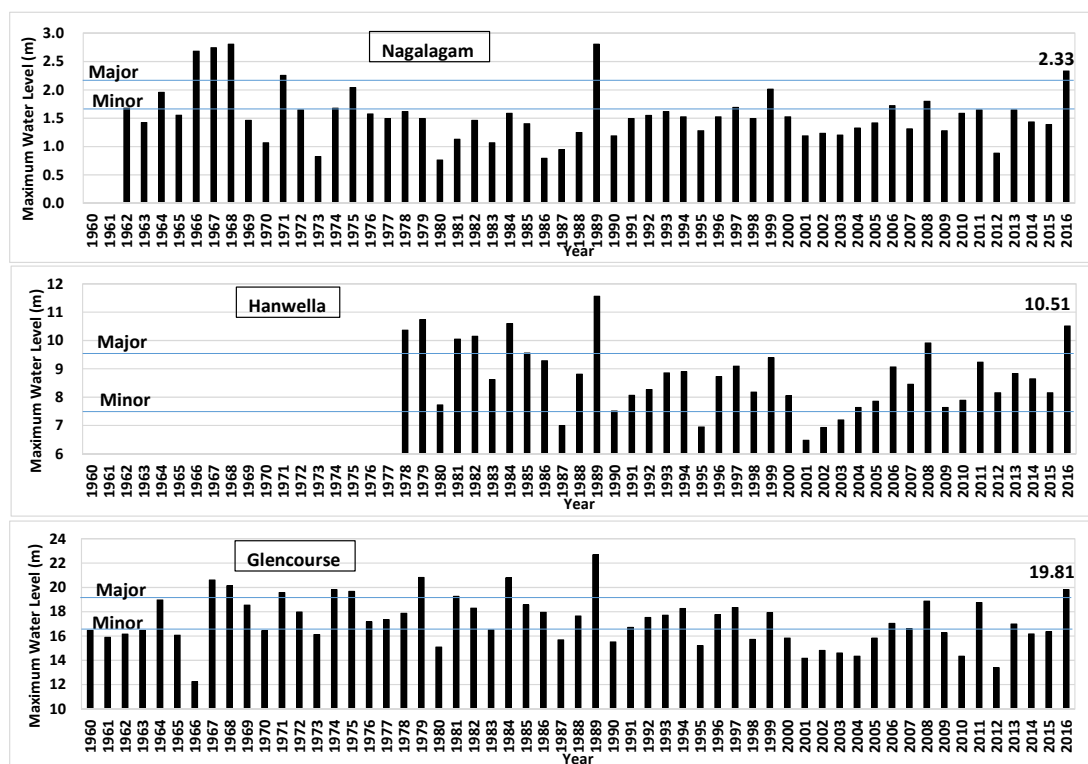 Nagalagam
Maximum Water Level (m)
3.0
2.5
2.0
1.5
1.0
0.5
0.0
Major
Minor
2.33
1960 1961 1962 1963 1964 1965 1966 1967 1968 1969 1970 1971 1972 1973 1974 1975 1976 1977 1978 1979 1980 1981 1982 1983 1984 1985 1986 1987 1988 1989 1990 1991 1992 1993 1994 1995 1996 1997 1998 1999 2000 2001 2002 2003 2004 2005 2006 2007 2008 2009 2010 2011 2012 2013 2014 2015 2016
Year
Hanwella
Maximum Water Level (m)
12
11
10
9
8
7
6
Major
Minor
10.51
1960 1961 1962 1963 1964 1965 1966 1967 1968 1969 1970 1971 1972 1973 1974 1975 1976 1977 1978 1979 1980 1981 1982 1983 1984 1985 1986 1987 1988 1989 1990 1991 1992 1993 1994 1995 1996 1997 1998 1999 2000 2001 2002 2003 2004 2005 2006 2007 2008 2009 2010 2011 2012 2013 2014 2015 2016
Year
Glencourse
Maximum Water Level (m)
24
22
20
18
16
14
12
10
Major
Minor
19.81
1960 1961 1962 1963 1964 1965 1966 1967 1968 1969 1970 1971 1972 1973 1974 1975 1976 1977 1978 1979 1980 1981 1982 1983 1984 1985 1986 1987 1988 1989 1990 1991 1992 1993 1994 1995 1996 1997 1998 1999 2000 2001 2002 2003 2004 2005 2006 2007 2008 2009 2010 2011 2012 2013 2014 2015 2016
Year